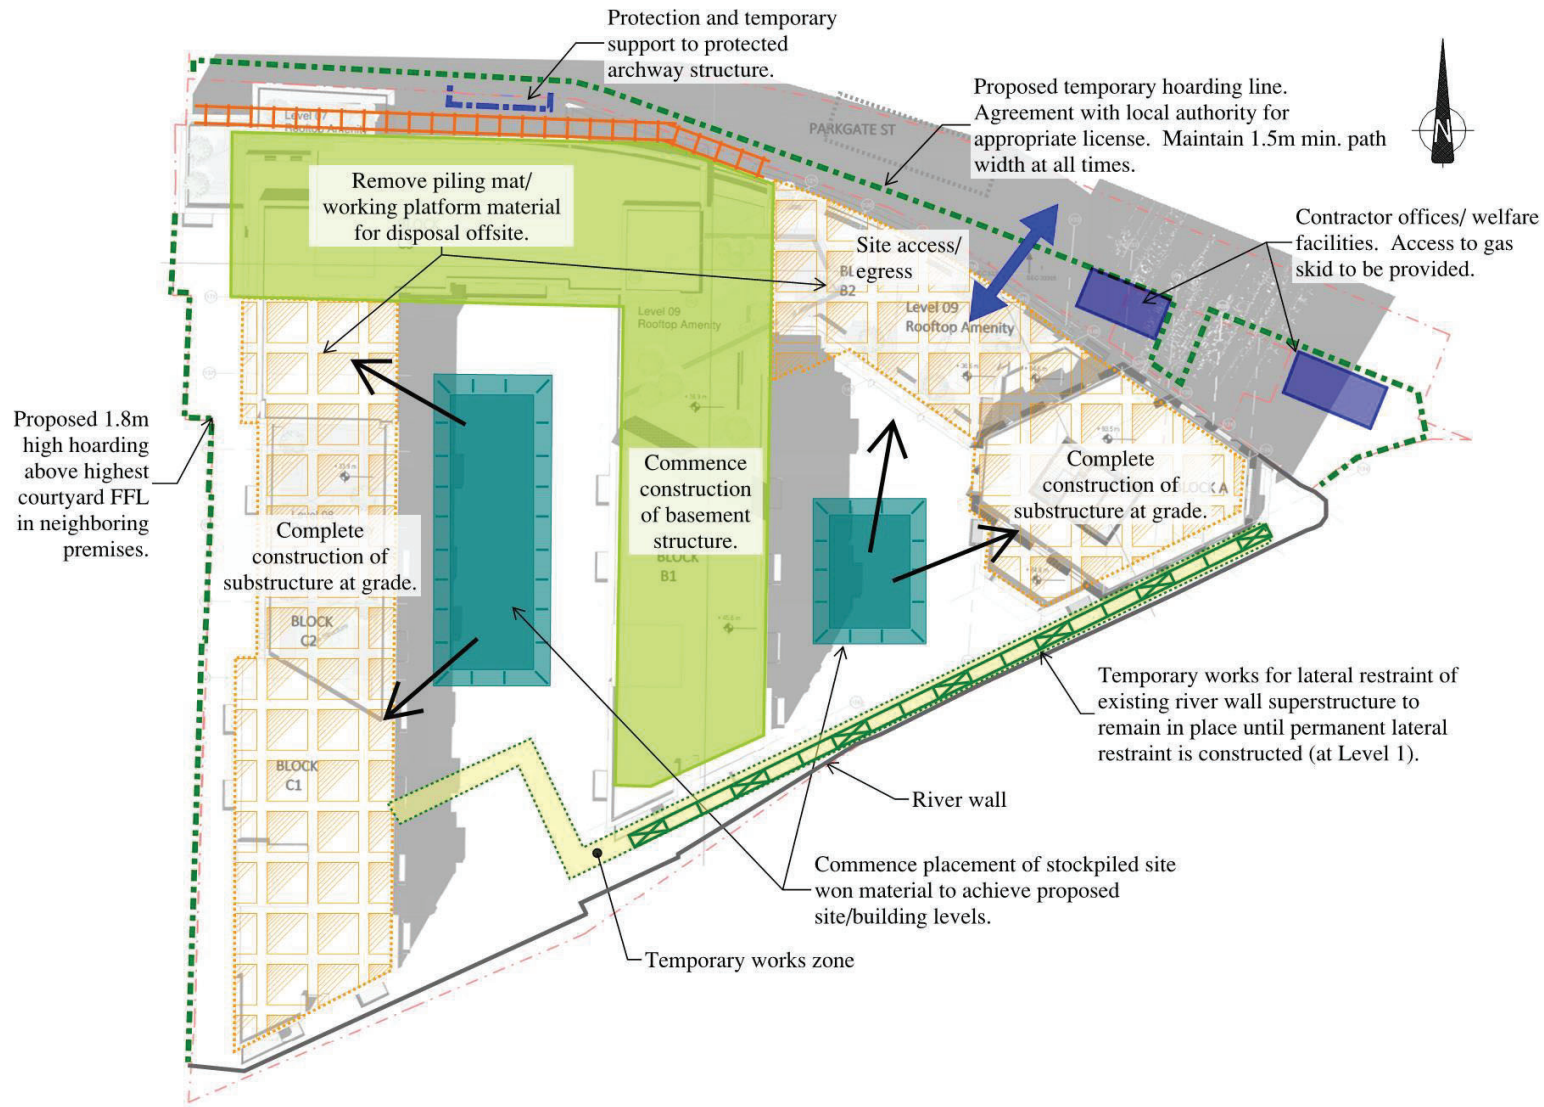 Protection and temporary
support to protected
archway structure.
Proposed temporary hoarding line.
Agreement with local authority for
appropriate license.  Maintain 1.5m min. path
width at all times.
N
PARKGATE ST
Level 07
Rooftop Amenity
Remove piling mat/
working platform material
for disposal offsite.
Contractor offices/ welfare
facilities.  Access to gas
skid to be provided.
Site access/
egress
B2
Level 09
Rooftop Amenity
Level 09
Rooftop Amenity
Proposed 1.8m
high hoarding
above highest
courtyard FFL
in neighboring
premises.
Commence
construction
of basement
structure.
BLOCK
B1
Complete
construction of
substructure at grade.
BLOCK A
Complete
construction of
substructure at grade.
BLOCK
C2
BLOCK
C1
Temporary works for lateral restraint of
existing river wall superstructure to
remain in place until permanent lateral
restraint is constructed (at Level 1).
River wall
Commence placement of stockpiled site
won material to achieve proposed
site/building levels.
Temporary works zone